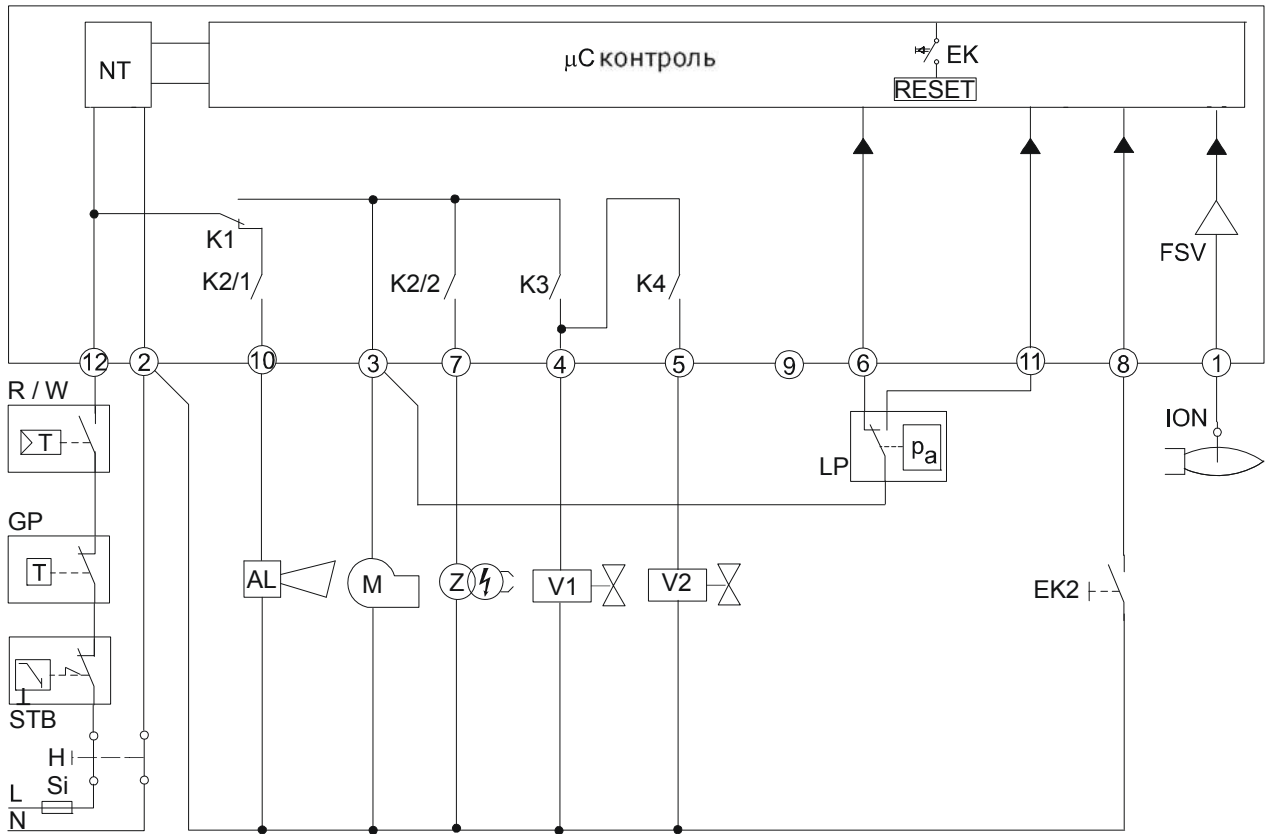 NT
μC контроль
EK
RESET
K1
K2/1
K2/2
K3
K4
FSV
12
2
10
3
7
4
5
9
6
11
8
1
R / W
T
LP
pa
ION
GP
T
AL
M
Z
V1
V2
EK2
STB
H
Si
L
N